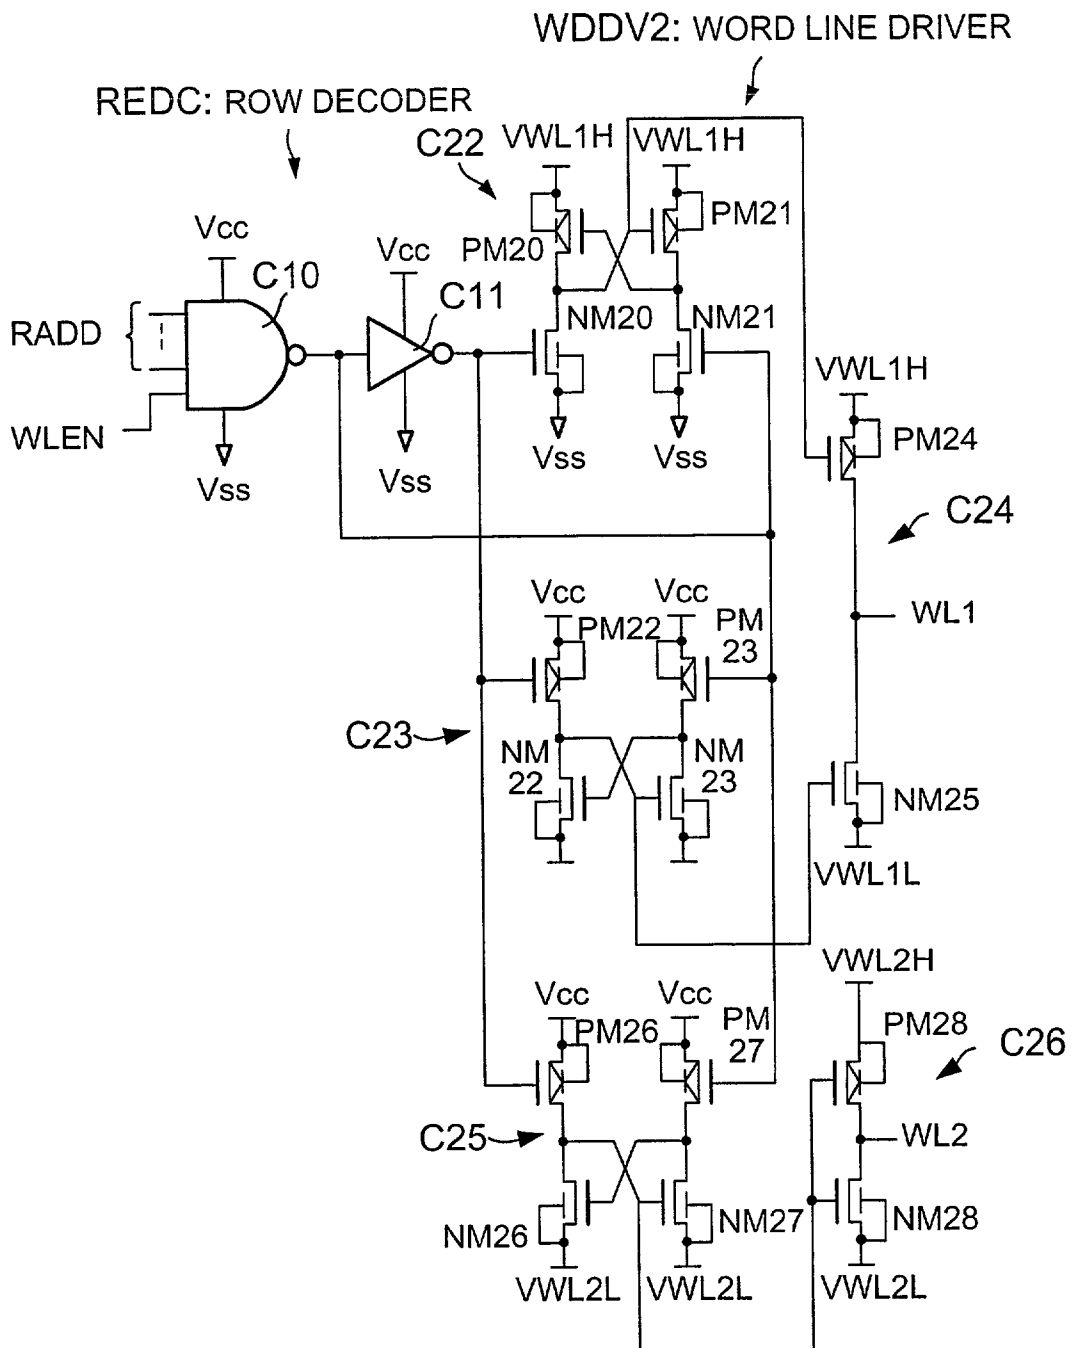 WDDV2: WORD LINE DRIVER
REDC: ROW DECODER
C22
VWL1H
VWL1H
PM20
PM21
Vcc
C10
Vcc
C11
RADD
WLEN
NM20
NM21
Vss
Vss
Vss
Vss
VWL1H
PM24
C24
WL1
Vcc
Vcc
PM22
PM
23
C23
NM
22
NM
23
NM25
VWL1L
VWL2H
Vcc
Vcc
PM26
PM
27
PM28
C26
C25
WL2
NM26
NM27
NM28
VWL2L
VWL2L
VWL2L